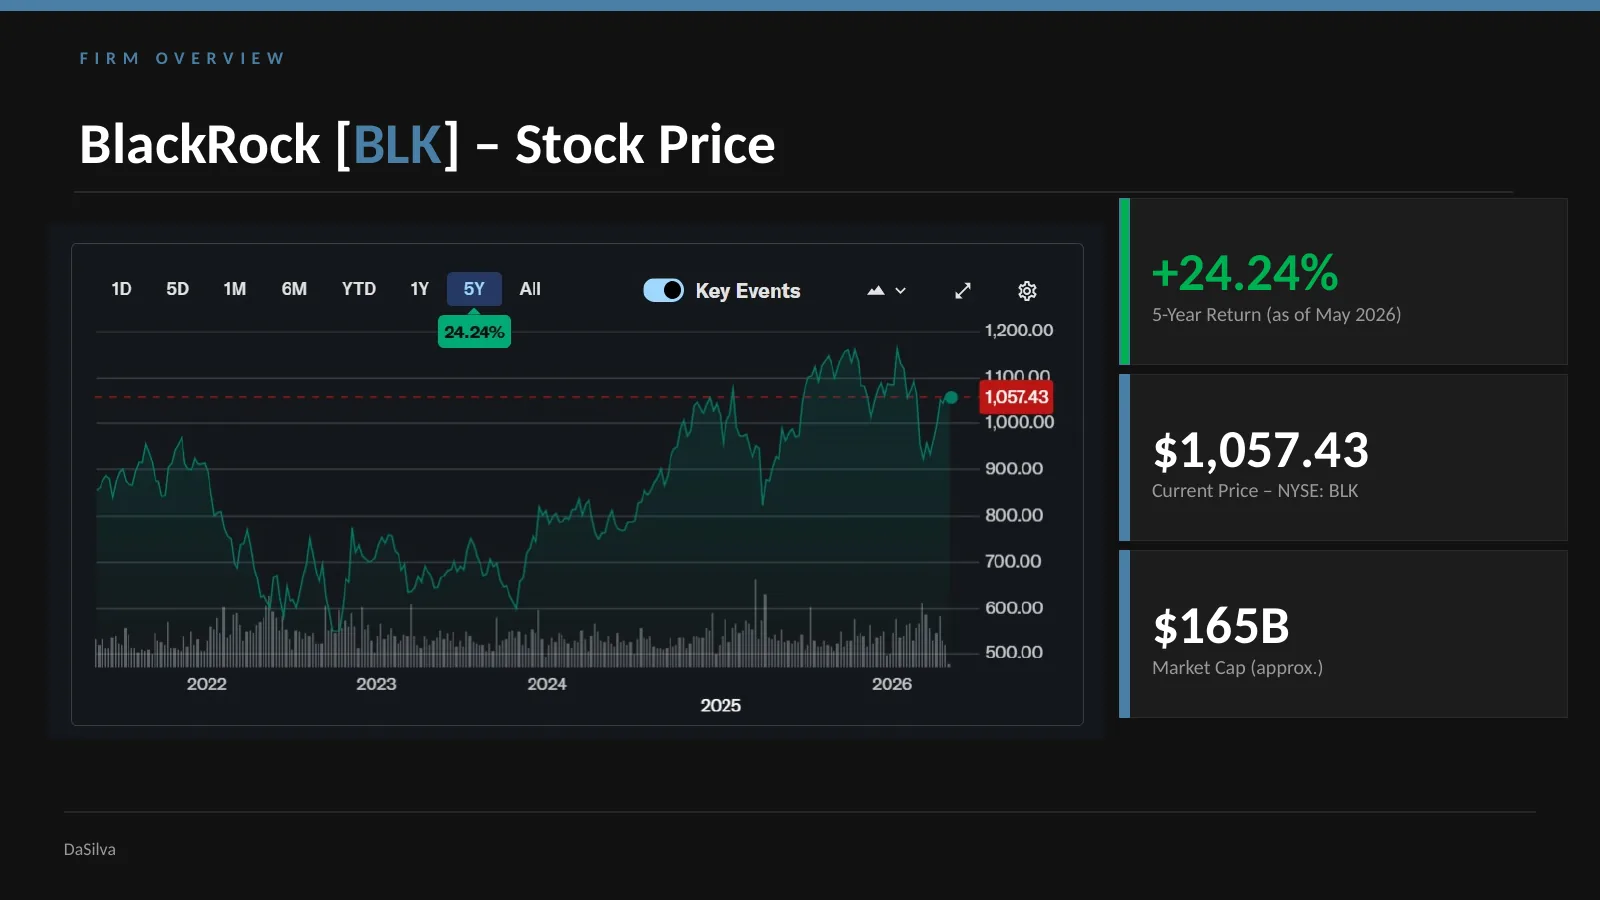 FIRM OVERVIEW
BlackRock [BLK] – Stock Price
1D 5D 1M 6M YTD 1Y 5Y All
Key Events
24.24%
1,200.00
1,100.00
1,057.43
1,000.00
900.00
800.00
700.00
600.00
500.00
2022 2023 2024 2025 2026
+24.24%
5-Year Return (as of May 2026)
$1,057.43
Current Price – NYSE: BLK
$165B
Market Cap (approx.)
DaSilva